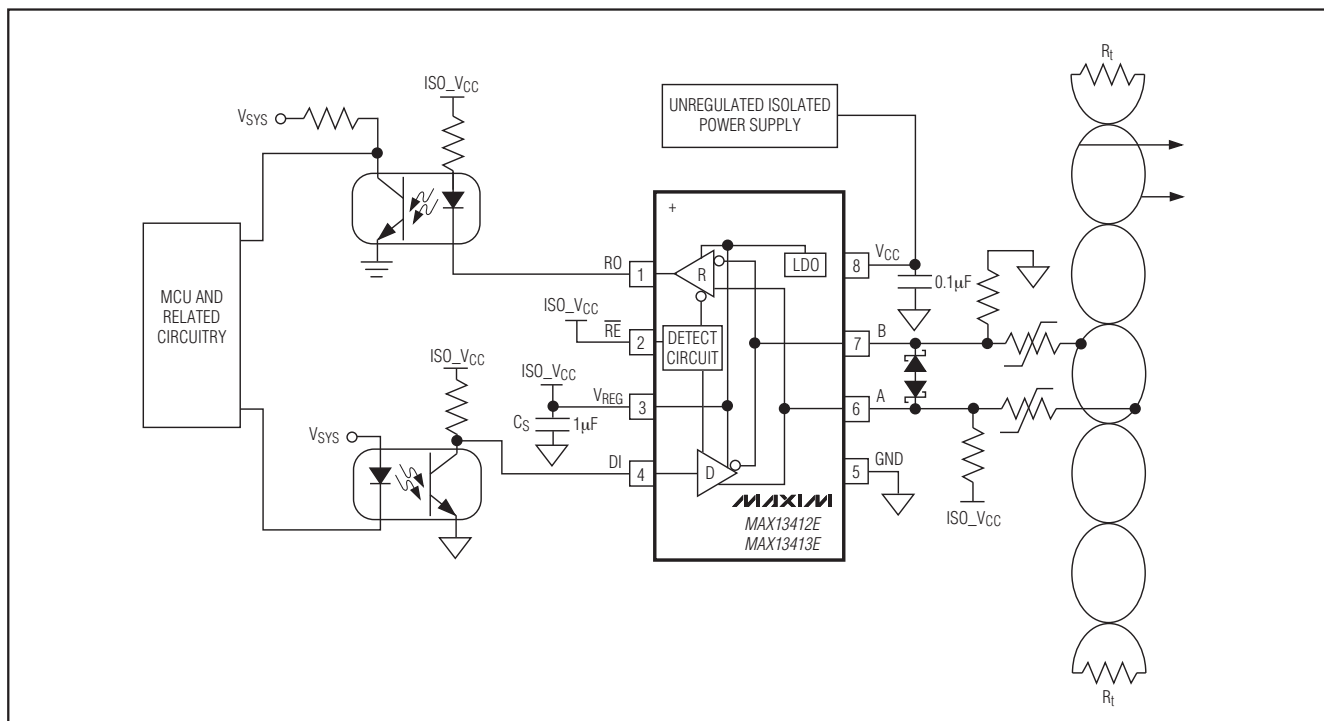 Rt
ISO_VCC
VSYS
UNREGULATED ISOLATED
POWER SUPPLY
+
RO
1
R
LDO
8
VCC
0.1µF
MCU AND
RELATED
CIRCUITRY
ISO_VCC
RE
2
DETECT
CIRCUIT
7
B
ISO_VCC
ISO_VCC
VREG
3
6
A
CS
1µF
VSYS
DI
4
D
5
GND
MAXIM
MAX13412E
MAX13413E
ISO_VCC
Rt